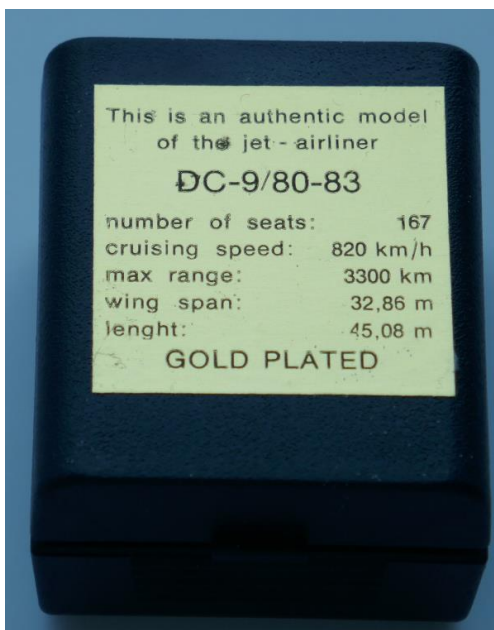 This is an authentic model
of the jet - airliner
DC-9/80-83
number of seats: 167
cruising speed: 820 km/h
max range: 3300 km
wing span: 32,86 m
lenght: 45,08 m
GOLD PLATED